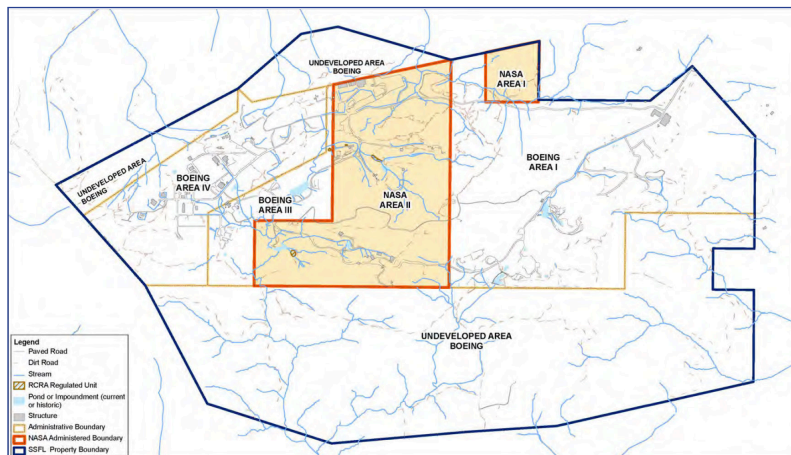 UNDEVELOPED AREA
BOEING
NASA
AREA I
UNDEVELOPED AREA
BOEING
BOEING
AREA IV
BOEING
AREA III
NASA
AREA II
BOEING
AREA I
UNDEVELOPED AREA
BOEING
Legend
Paved Road
Dirt Road
Stream
RCRA Regulated Unit
Pond or Impoundment (current
or historic)
Structure
Administrative Boundary
NASA Administered Boundary
SSFL Property Boundary